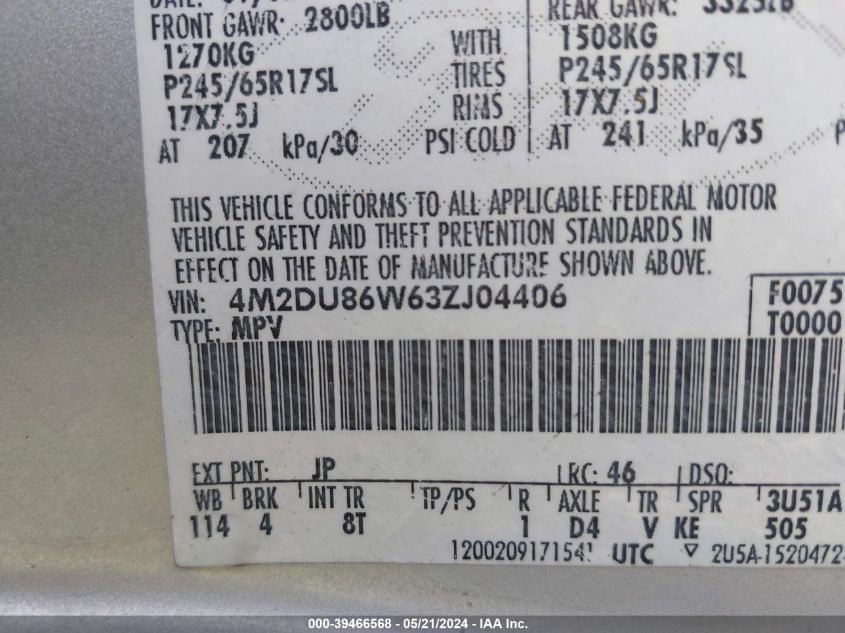 DATE:
FRONT GAWR: 2800LB REAR GAWR: 3325LB
1270KG WITH 1508KG
P245/65R17SL TIRES P245/65R17SL
17X7.5J RIMS 17X7.5J
AT 207 kPa/30 PSI COLD AT 241 kPa/35 P
THIS VEHICLE CONFORMS TO ALL APPLICABLE FEDERAL MOTOR
VEHICLE SAFETY AND THEFT PREVENTION STANDARDS IN
EFFECT ON THE DATE OF MANUFACTURE SHOWN ABOVE.
VIN: 4M2DU86W63ZJ04406 F0075
TYPE: MPV T0000
EXT PNT: JP RC: 46 DSO:
WB BRK INT TR TP/PS R AXLE TR SPR 3U51A
114 4 8T 1 D4 V KE 505
120020917154 UTC ▽ 2U5A-1520472
000-39466568 / 05/21/2024 - IAA Inc.